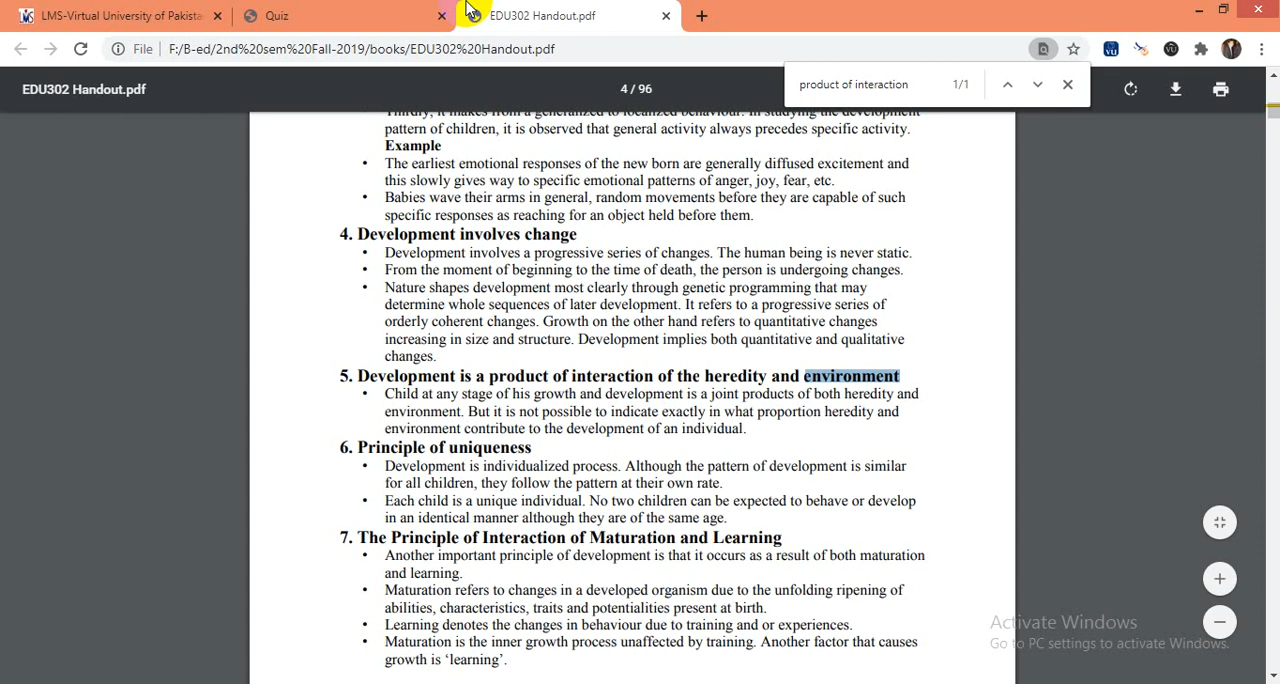 LMS-Virtual University of Pakista
Quiz
EDU302 Handout.pdf
File
F:/B-ed/2nd%20sem%20Fall-2019/books/EDU302%20Handout.pdf
EDU302 Handout.pdf
4 / 96
product of interaction
1/1
Thirdly, it makes from a generalized to localized behaviour. In studying the development
pattern of children, it is observed that general activity always precedes specific activity.
Example
• The earliest emotional responses of the new born are generally diffused excitement and
this slowly gives way to specific emotional patterns of anger, joy, fear, etc.
• Babies wave their arms in general, random movements before they are capable of such
specific responses as reaching for an object held before them.
4. Development involves change
• Development involves a progressive series of changes. The human being is never static.
• From the moment of beginning to the time of death, the person is undergoing changes.
• Nature shapes development most clearly through genetic programming that may
determine whole sequences of later development. It refers to a progressive series of
orderly coherent changes. Growth on the other hand refers to quantitative changes
increasing in size and structure. Development implies both quantitative and qualitative
changes.
5. Development is a product of interaction of the heredity and environment
• Child at any stage of his growth and development is a joint products of both heredity and
environment. But it is not possible to indicate exactly in what proportion heredity and
environment contribute to the development of an individual.
6. Principle of uniqueness
• Development is individualized process. Although the pattern of development is similar
for all children, they follow the pattern at their own rate.
• Each child is a unique individual. No two children can be expected to behave or develop
in an identical manner although they are of the same age.
7. The Principle of Interaction of Maturation and Learning
• Another important principle of development is that it occurs as a result of both maturation
and learning.
• Maturation refers to changes in a developed organism due to the unfolding ripening of
abilities, characteristics, traits and potentialities present at birth.
• Learning denotes the changes in behaviour due to training and or experiences.
• Maturation is the inner growth process unaffected by training. Another factor that causes
growth is ‘learning’.
Activate Windows
Go to PC settings to activate Windows.